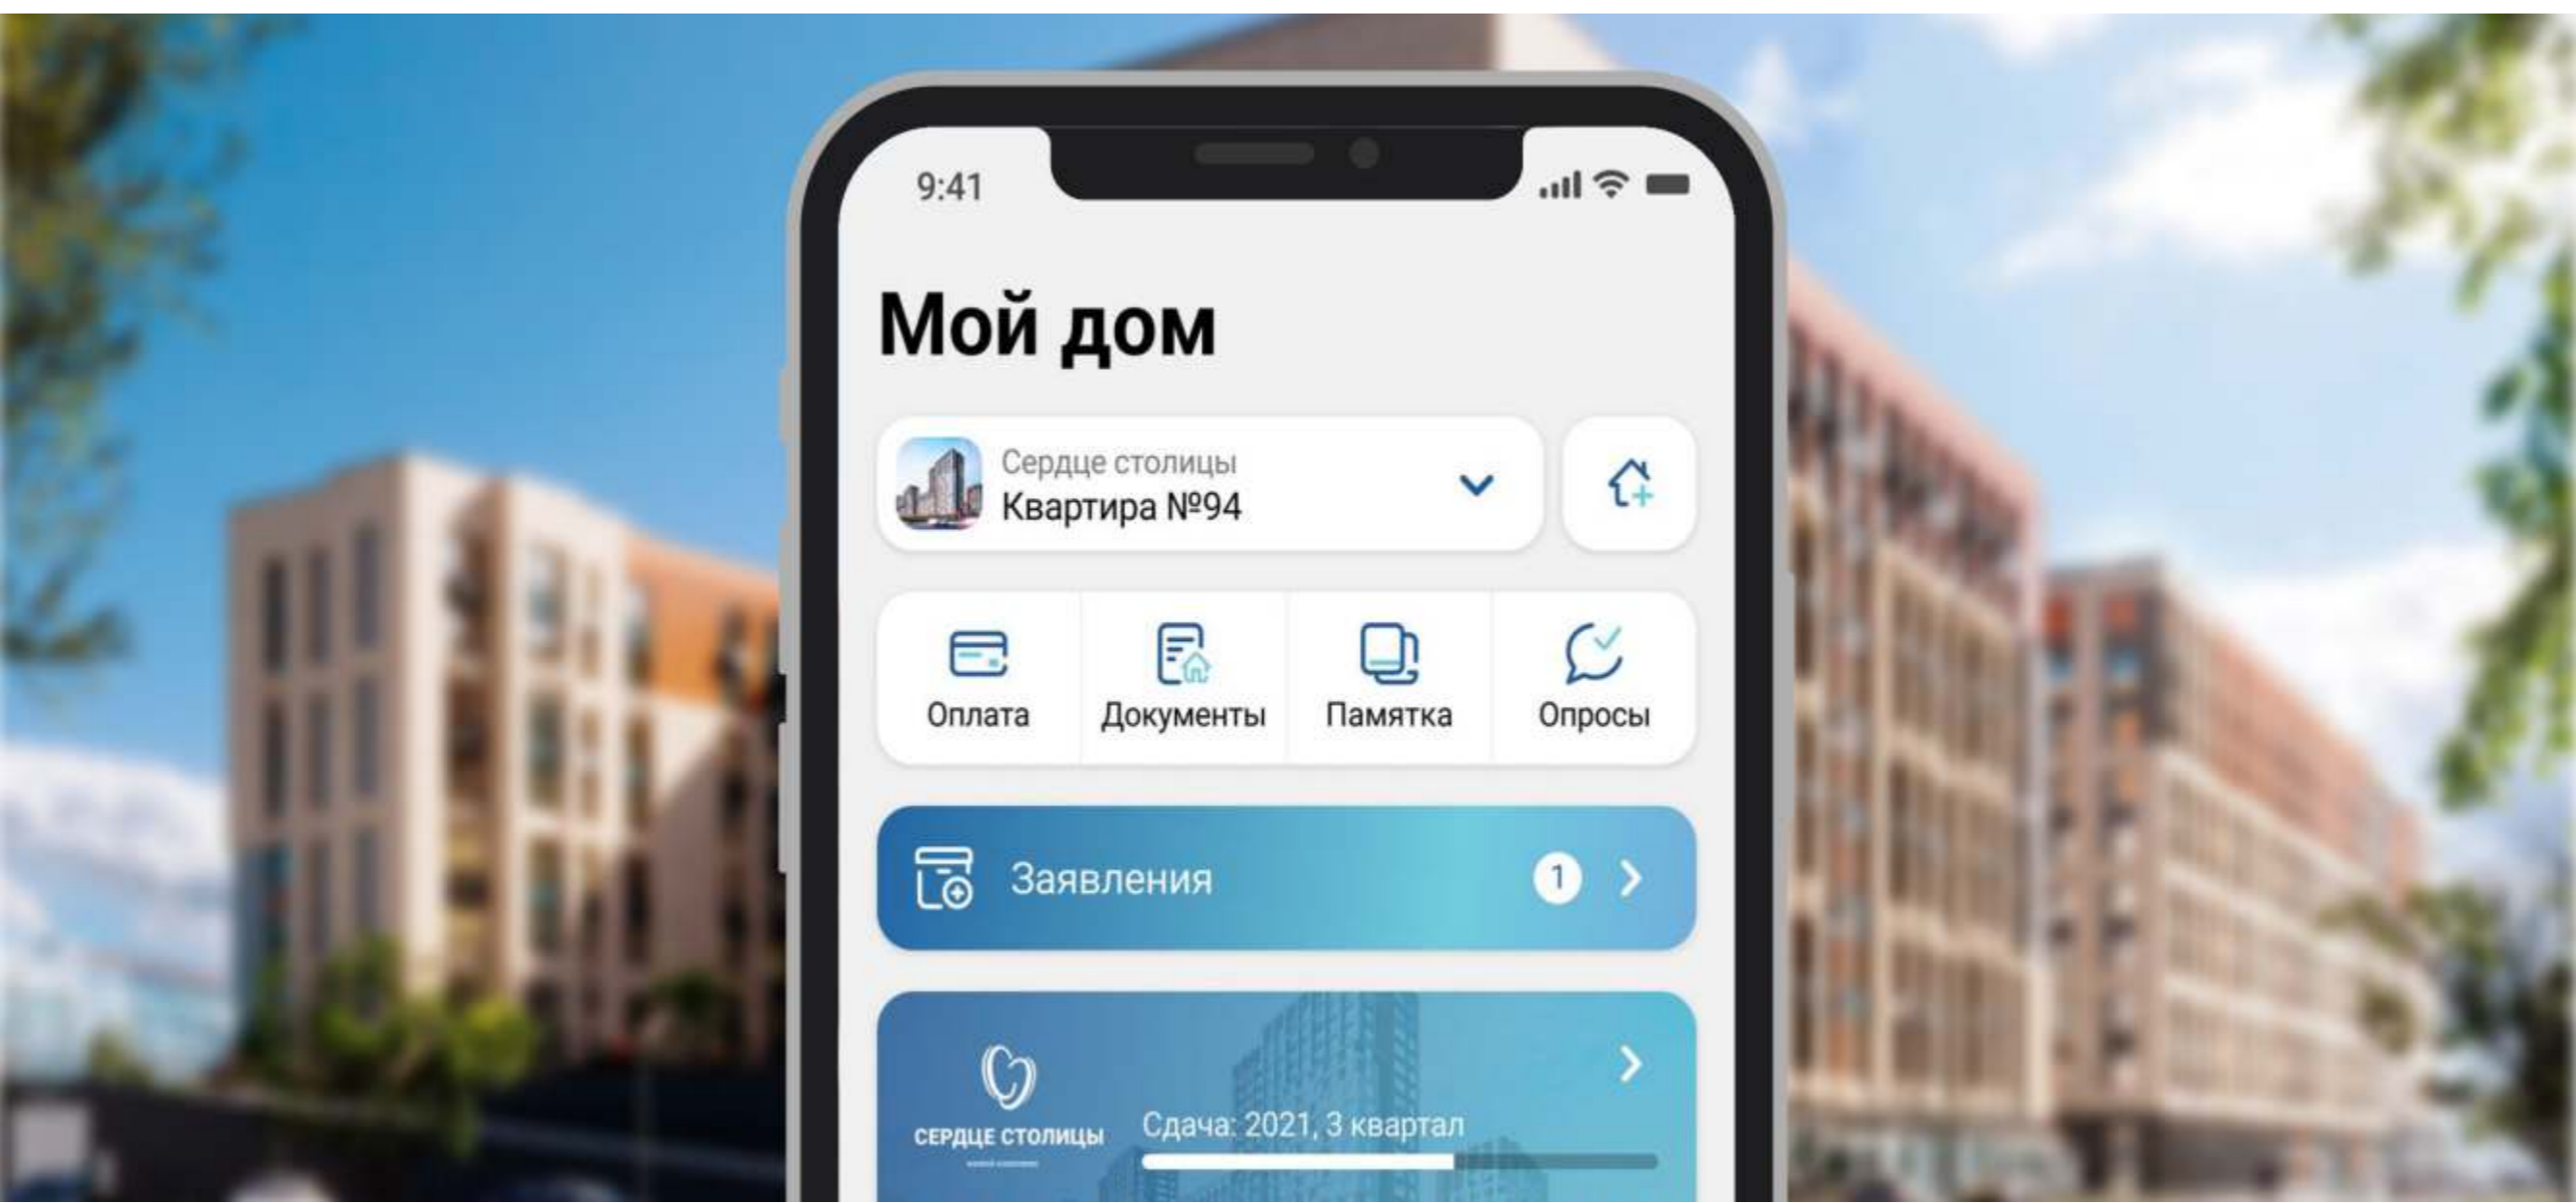 9:41
Мой дом
Сердце столицы
Квартира №94
Оплата
Документы
Памятка
Опросы
Заявления
1
СЕРДЦЕ СТОЛИЦЫ
Сдача: 2021, 3 квартал